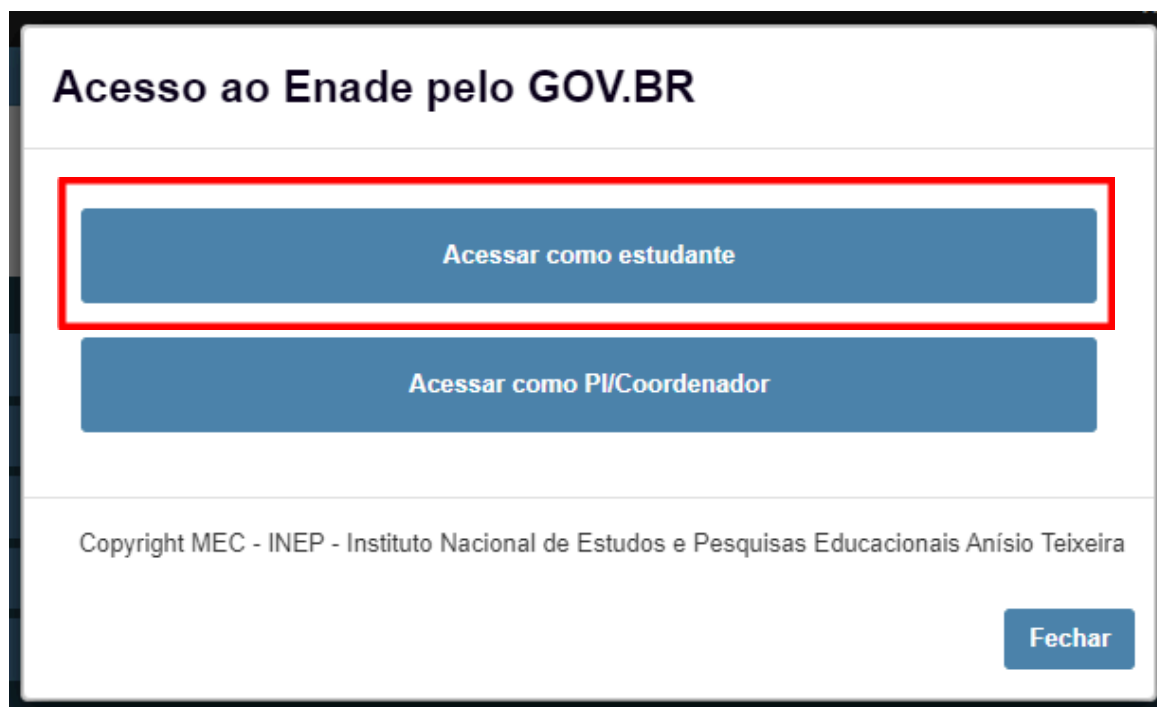 Acesso ao Enade pelo GOV.BR
Acessar como estudante
Acessar como PI/Coordenador
Copyright MEC - INEP - Instituto Nacional de Estudos e Pesquisas Educacionais Anísio Teixeira
Fechar